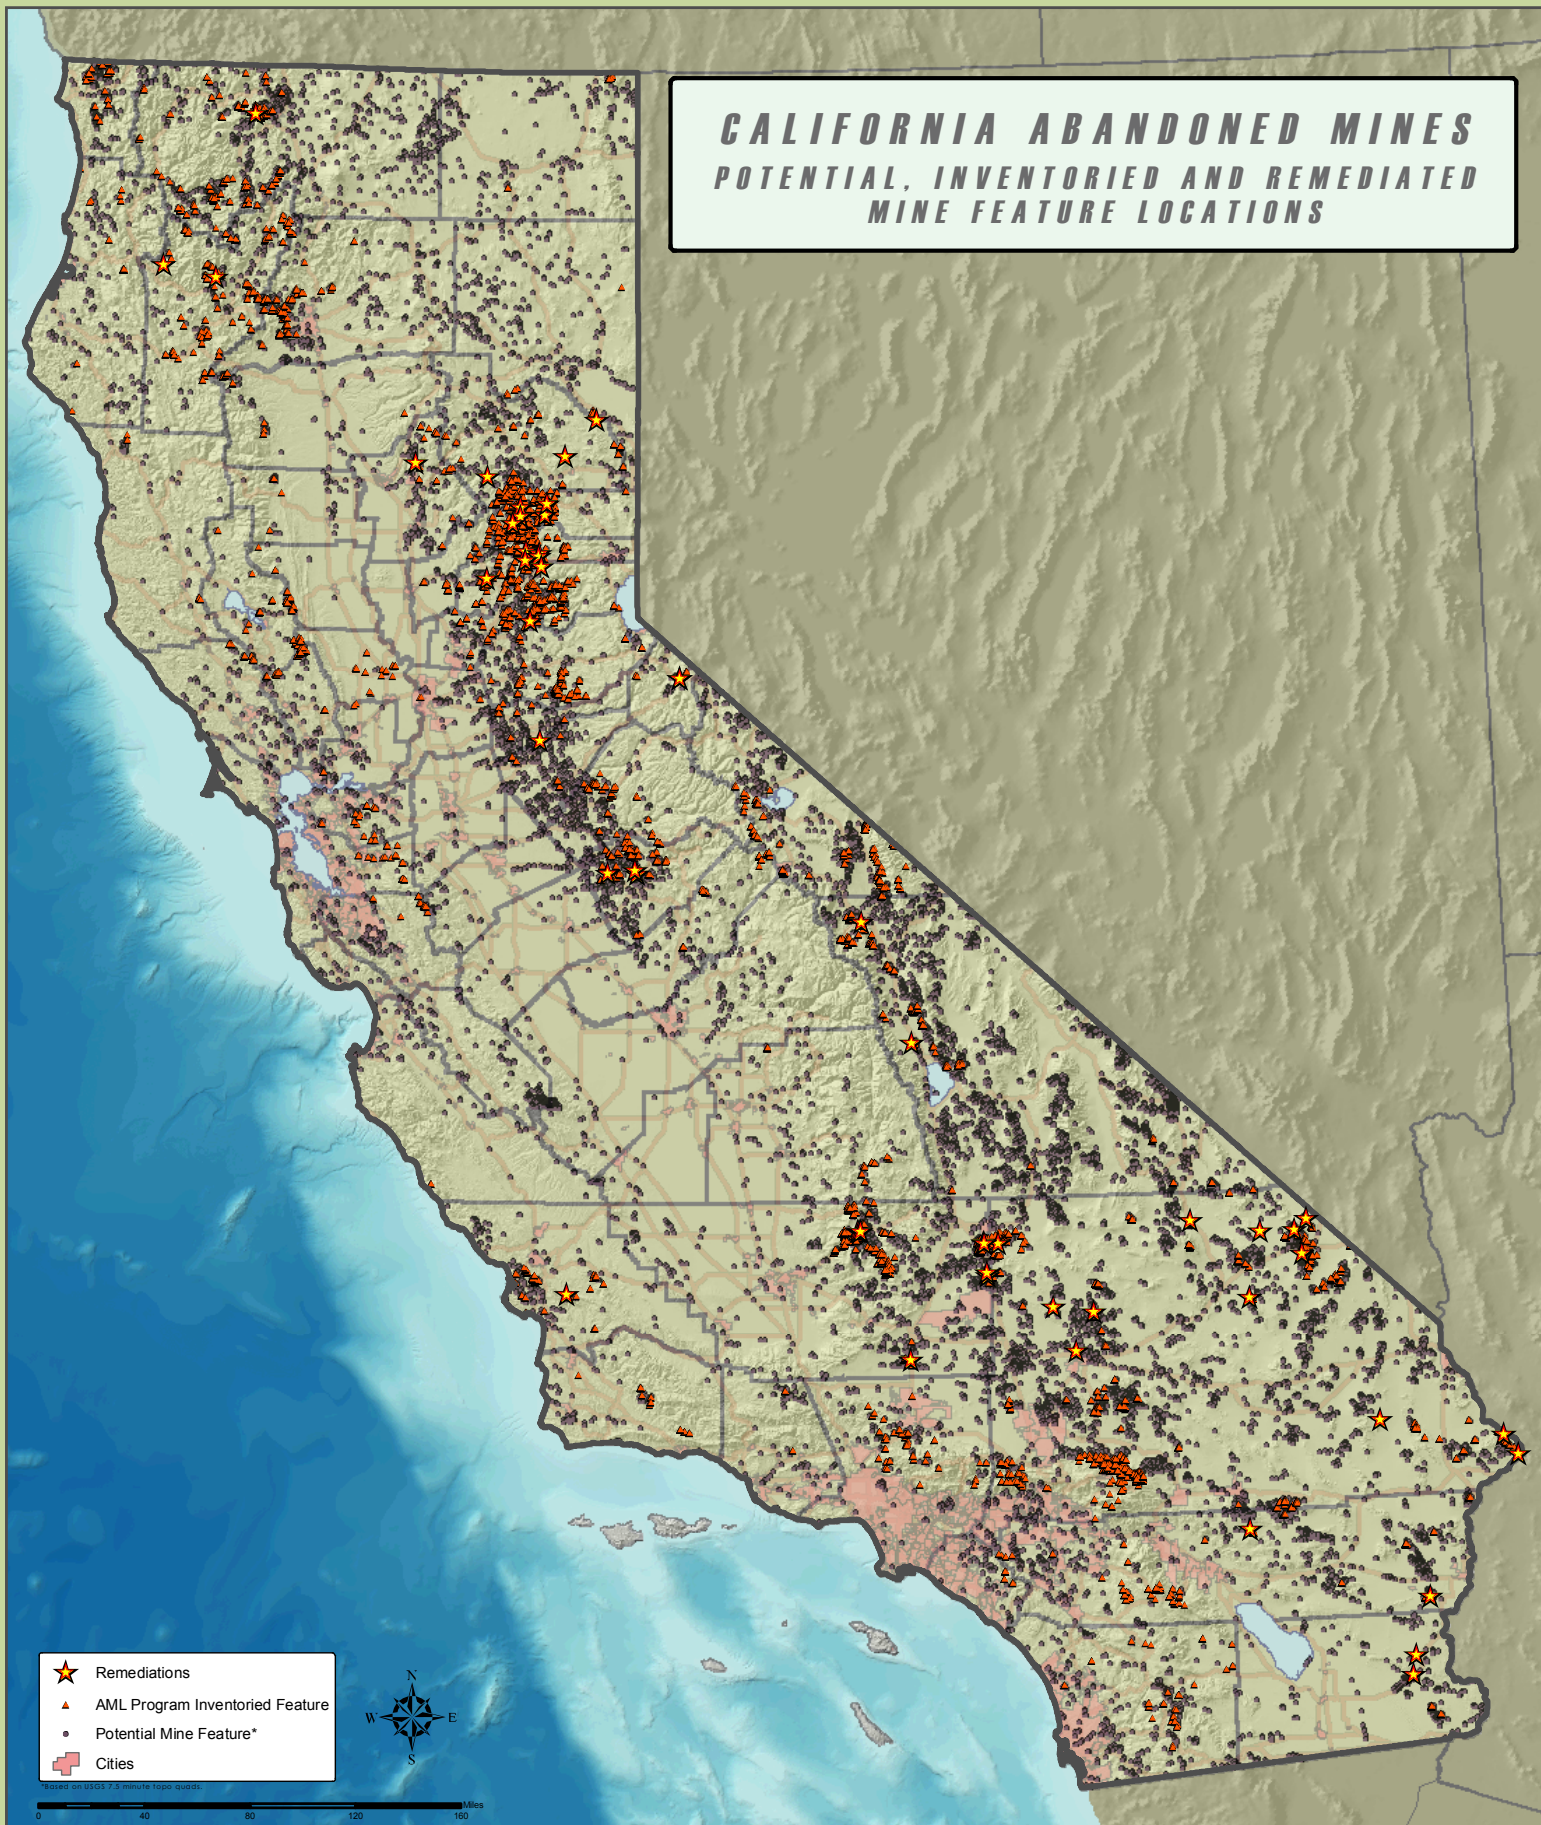 CALIFORNIA ABANDONED MINES
POTENTIAL, INVENTORIED AND REMEDIATED
MINE FEATURE LOCATIONS
Remediations
AML Program Inventoried Feature
Potential Mine Feature*
Cities
*Based on USGS 7.5 minute topo quads.
N
W E
S
Miles
0 40 80 120 160